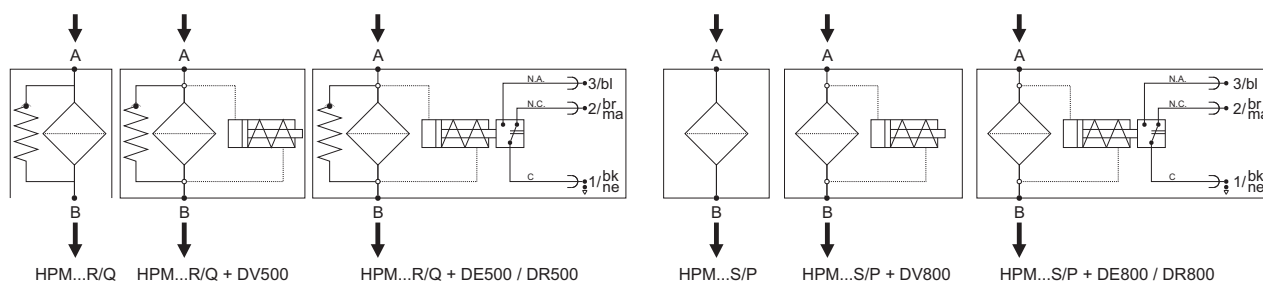 A A A A A A
N.A. 3/bl N.A. 3/bl
N.C. 2/br ma N.C. 2/br ma
C 1/bk ne C 1/bk ne
B B B B B B
HPM...R/Q HPM...R/Q + DV500 HPM...R/Q + DE500 / DR500 HPM...S/P HPM...S/P + DV800 HPM...S/P + DE800 / DR800